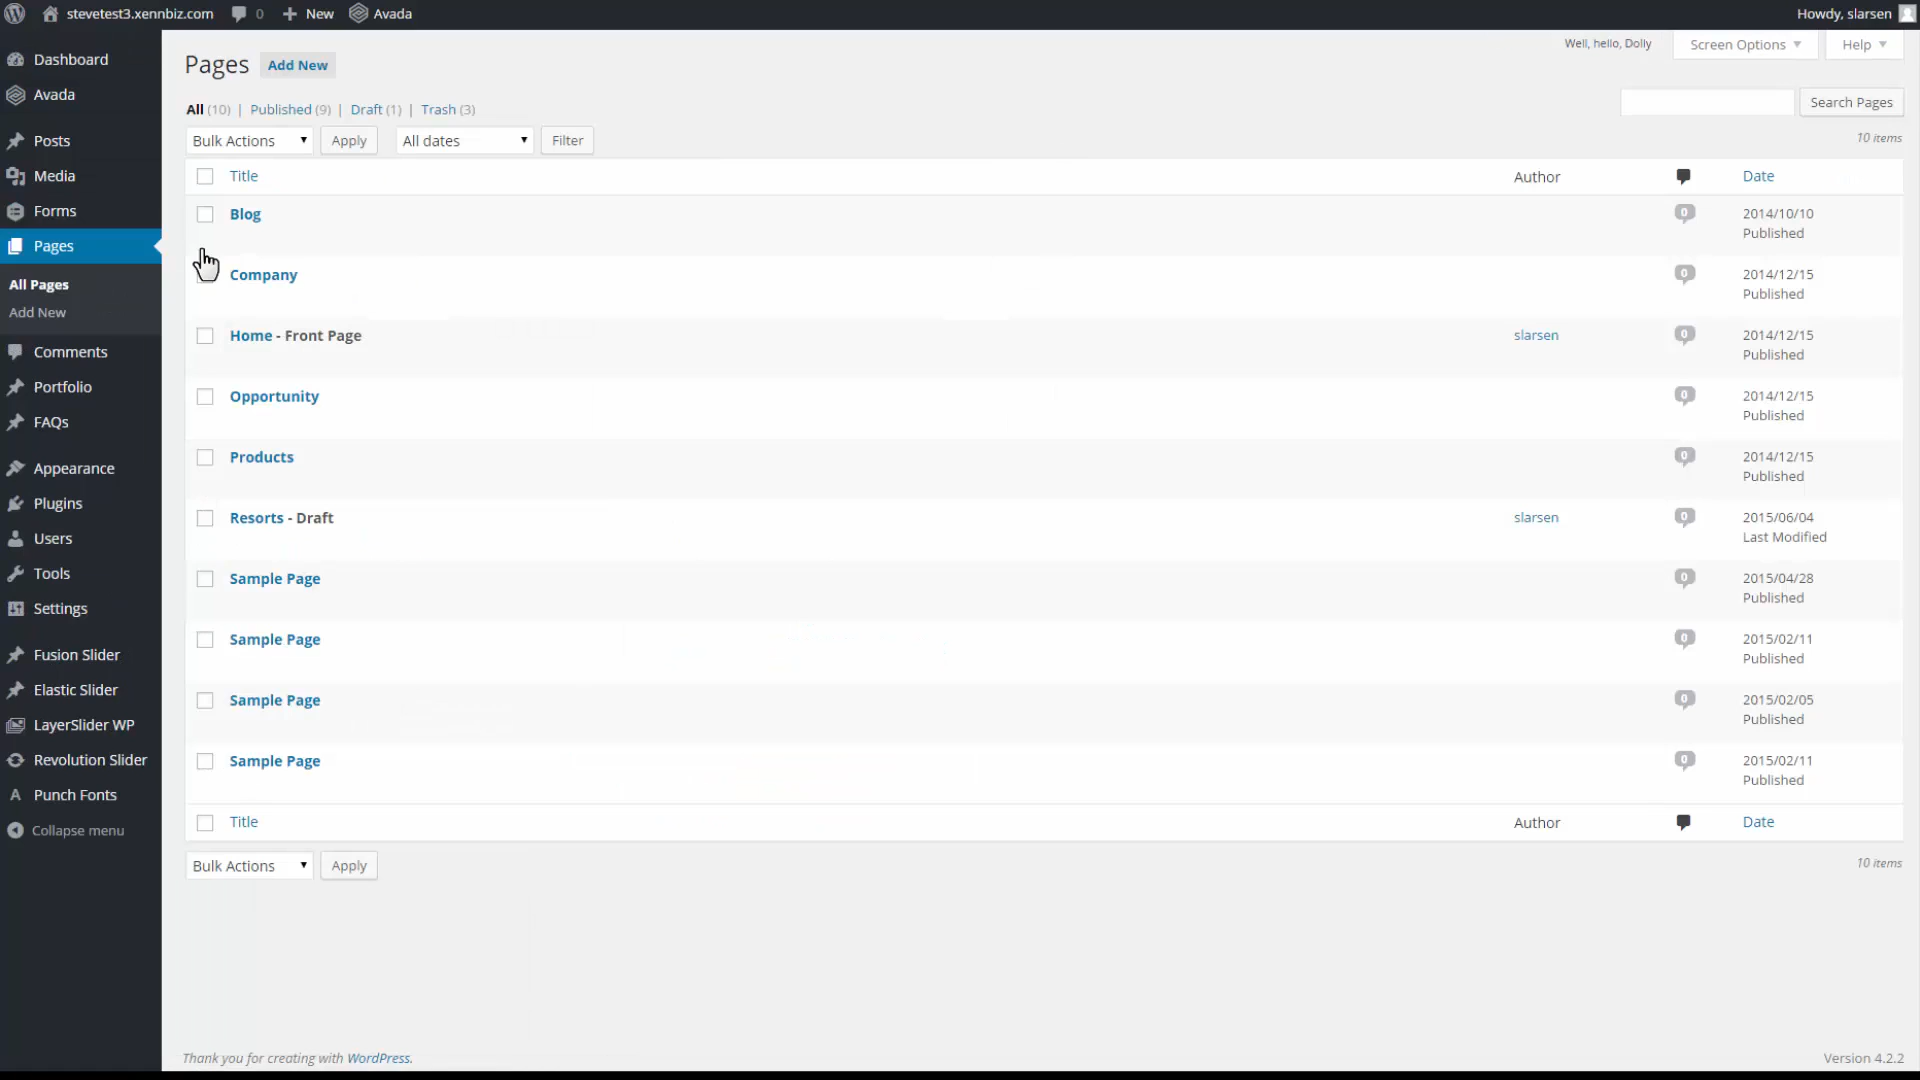 stevetest3.xennbiz.com 0 New Avada Howdy, slarsen
Dashboard
Avada
Posts
Media
Forms
Pages
All Pages
Add New
Comments
Portfolio
FAQs
Appearance
Plugins
Users
Tools
Settings
Fusion Slider
Elastic Slider
LayerSlider WP
Revolution Slider
Punch Fonts
Collapse menu
Well, hello, Dolly Screen Options Help
Pages Add New
All (10) | Published (9) | Draft (1) | Trash (3)
Search Pages
Bulk Actions Apply All dates Filter
10 items
Title Author Date
Blog 0 2014/10/10
Published
Company 0 2014/12/15
Published
Home - Front Page slarsen 0 2014/12/15
Published
Opportunity 0 2014/12/15
Published
Products 0 2014/12/15
Published
Resorts - Draft slarsen 0 2015/06/04
Last Modified
Sample Page 0 2015/04/28
Published
Sample Page 0 2015/02/11
Published
Sample Page 0 2015/02/05
Published
Sample Page 0 2015/02/11
Published
Title Author Date
Bulk Actions Apply
10 items
Thank you for creating with WordPress. Version 4.2.2